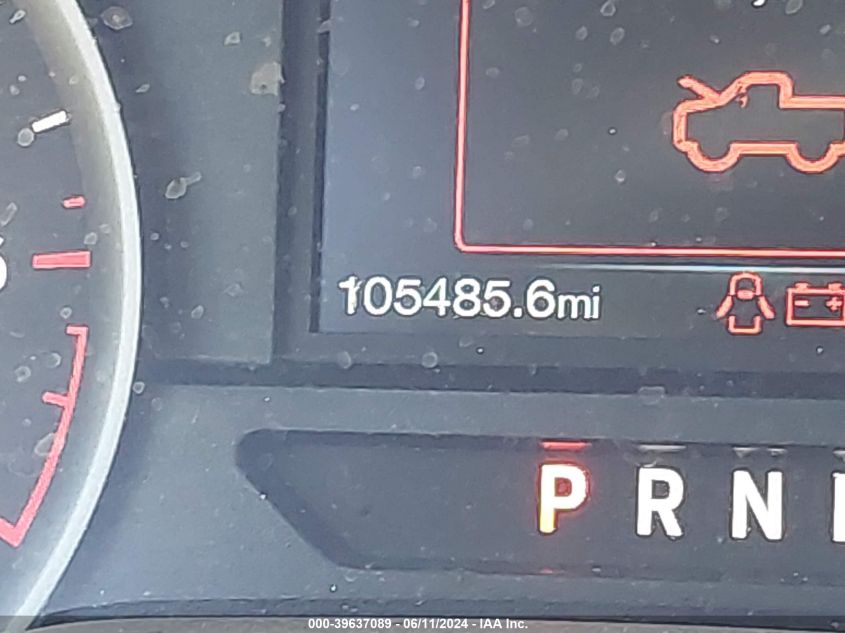 105485.6mi
P R N
000-39637089 - 06/11/2024 - IAA Inc.